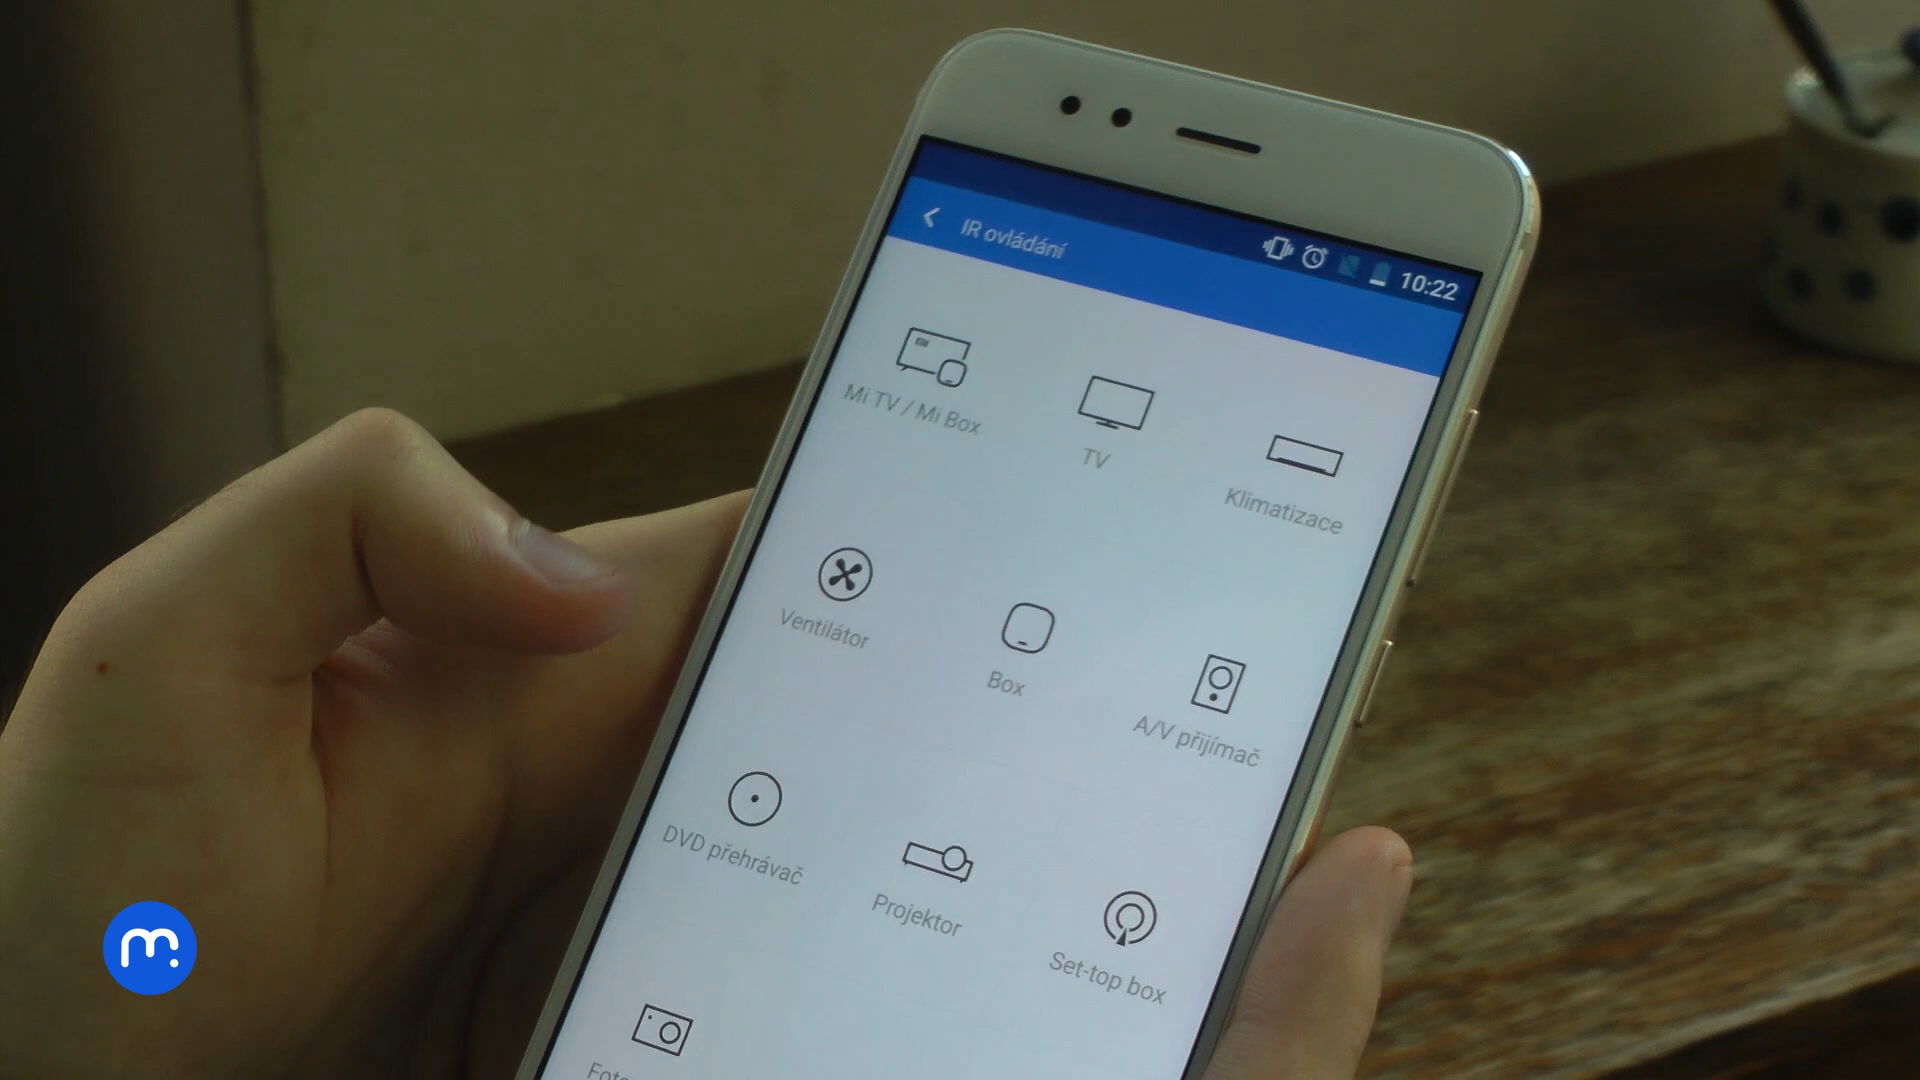 10:22
IR ovládání
Mi TV / Mi Box
TV
Klimatizace
Ventilátor
Box
A/V přijímač
DVD přehrávač
Projektor
Set-top box
m.